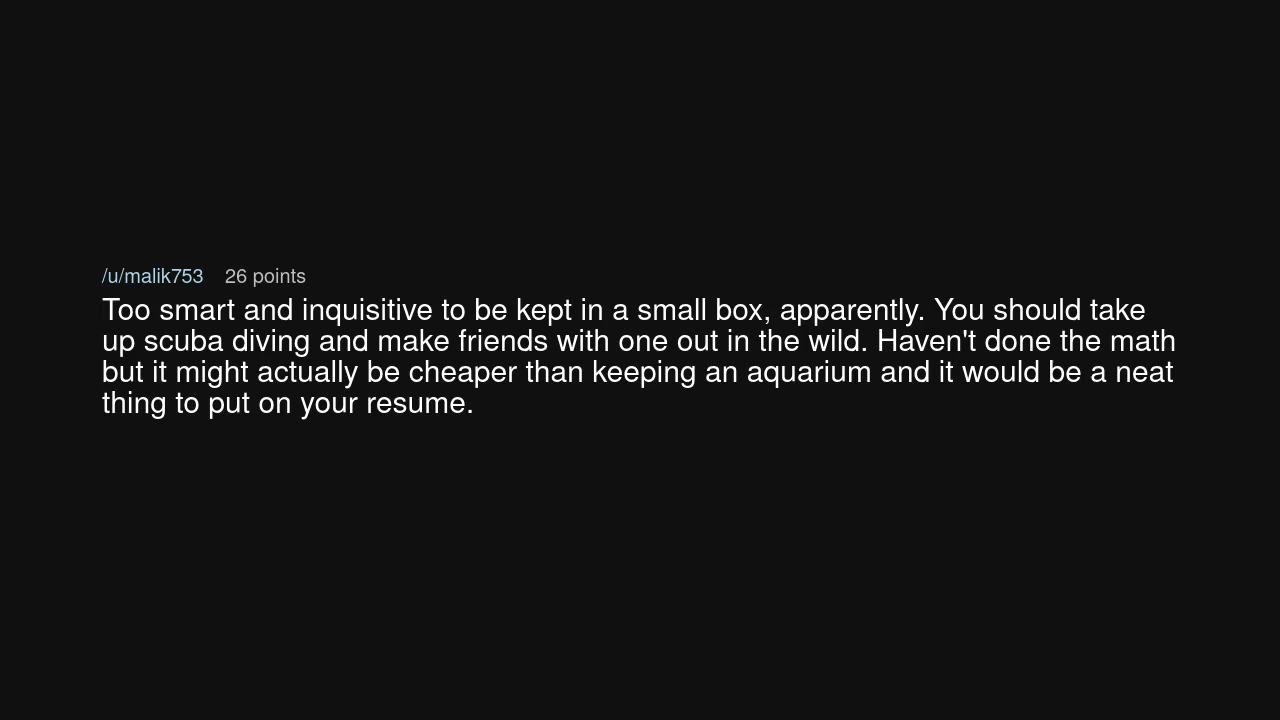 /u/malik753 26 points
Too smart and inquisitive to be kept in a small box, apparently. You should take
up scuba diving and make friends with one out in the wild. Haven't done the math
but it might actually be cheaper than keeping an aquarium and it would be a neat
thing to put on your resume.